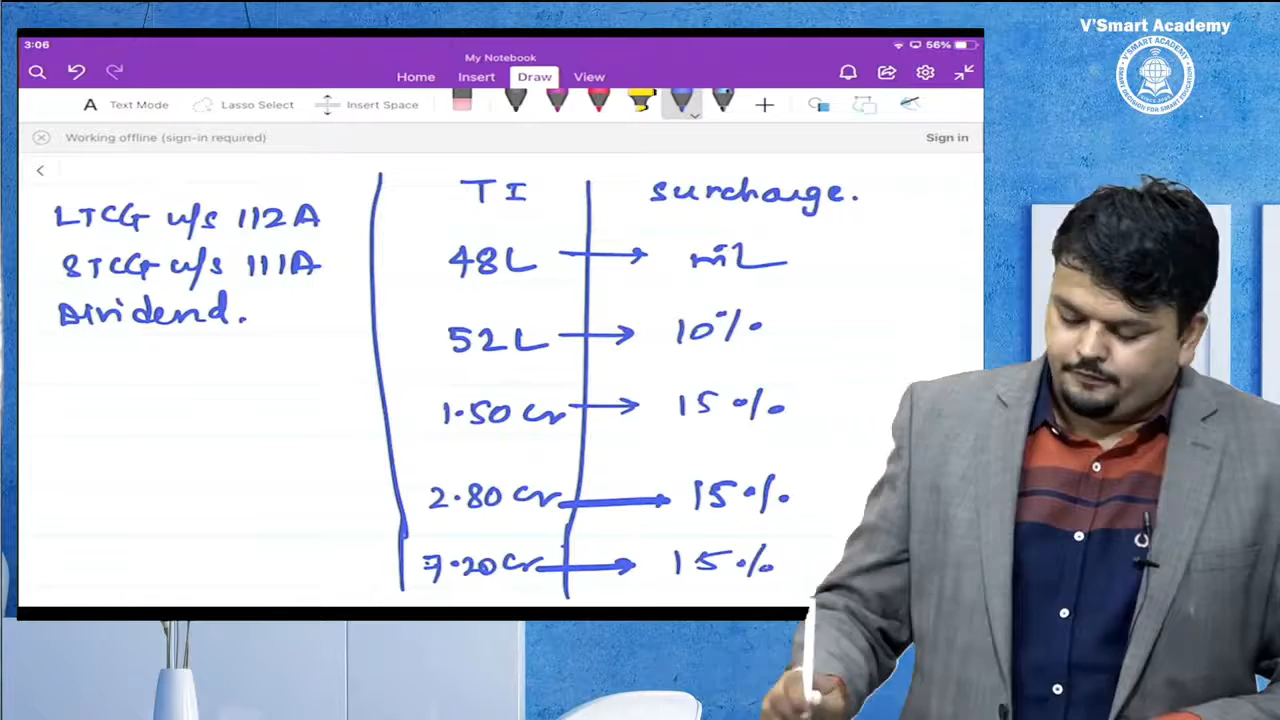 V'Smart Academy
3:06
56%
My Notebook
Home Insert Draw View
Text Mode Lasso Select Insert Space
Working offline (sign-in required) Sign in
LTCG u/s 112A
STCG u/s 111A
Dividend.
TI surcharge.
48L → nil
52L → 10%
1.50 Cr → 15%
2.80 Cr → 15%
7.20 Cr → 15%